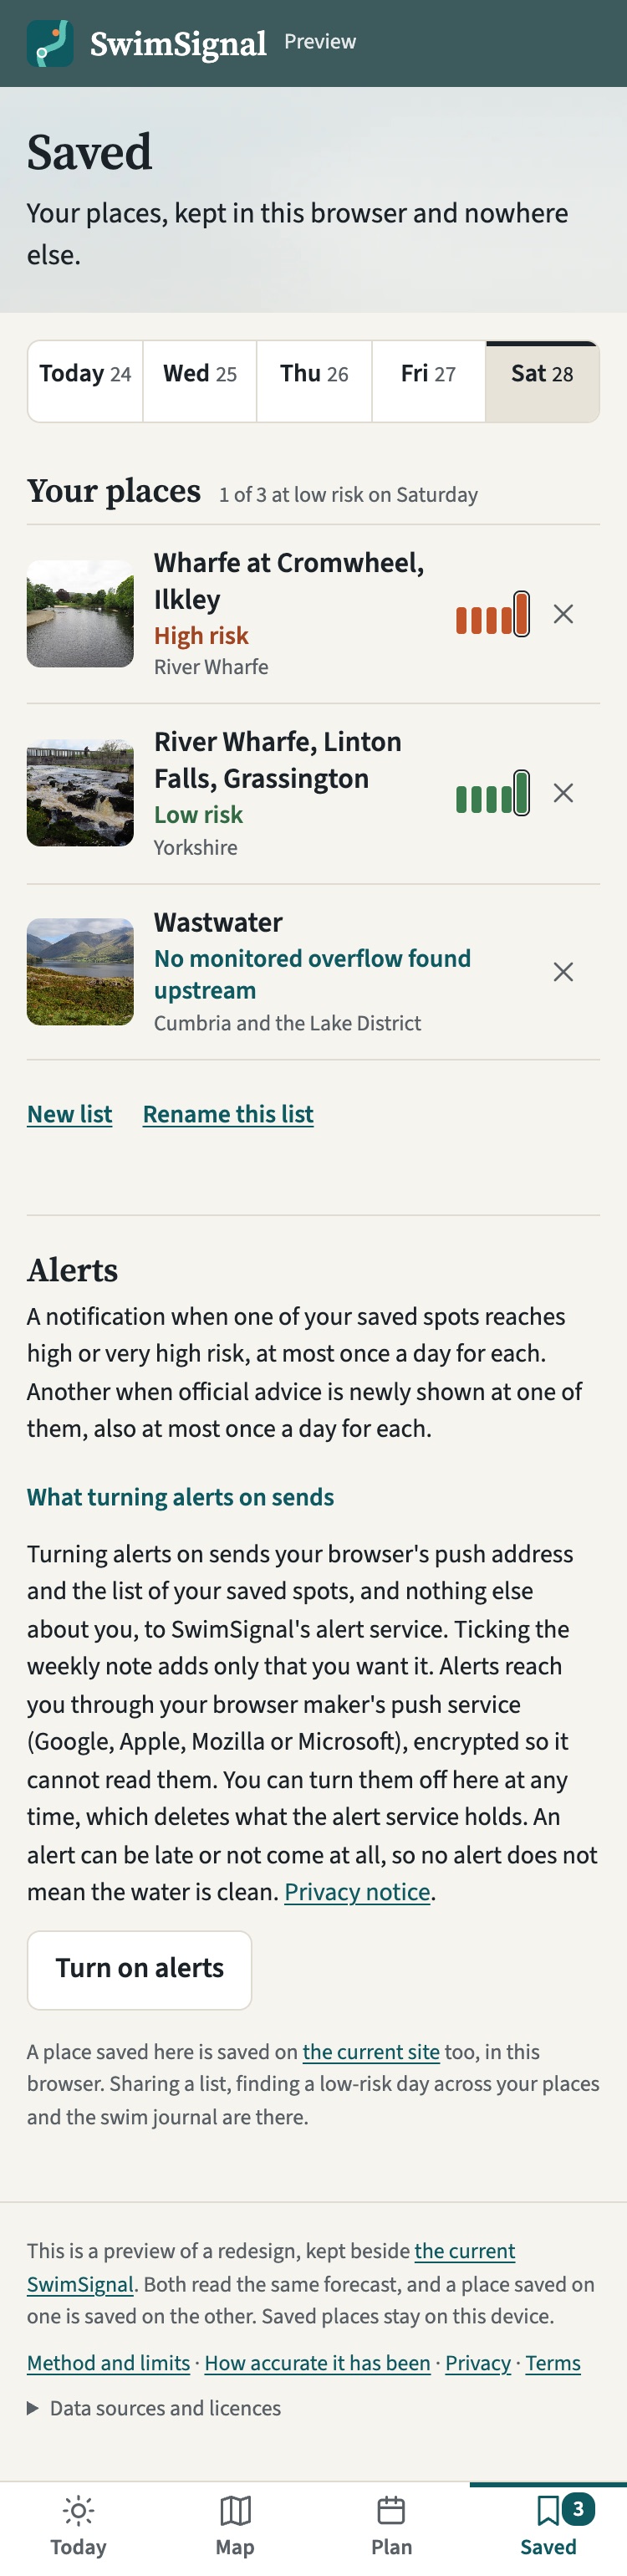 SwimSignal Preview
Saved
Your places, kept in this browser and nowhere
else.
Today 24 Wed 25 Thu 26 Fri 27 Sat 28
Your places 1 of 3 at low risk on Saturday
Wharfe at Cromwheel,
Ilkley
High risk
River Wharfe
River Wharfe, Linton
Falls, Grassington
Low risk
Yorkshire
Wastwater
No monitored overflow found
upstream
Cumbria and the Lake District
New list Rename this list
Alerts
A notification when one of your saved spots reaches
high or very high risk, at most once a day for each.
Another when official advice is newly shown at one of
them, also at most once a day for each.
What turning alerts on sends
Turning alerts on sends your browser's push address
and the list of your saved spots, and nothing else
about you, to SwimSignal's alert service. Ticking the
weekly note adds only that you want it. Alerts reach
you through your browser maker's push service
(Google, Apple, Mozilla or Microsoft), encrypted so it
cannot read them. You can turn them off here at any
time, which deletes what the alert service holds. An
alert can be late or not come at all, so no alert does not
mean the water is clean. Privacy notice.
Turn on alerts
A place saved here is saved on the current site too, in this
browser. Sharing a list, finding a low-risk day across your places
and the swim journal are there.
This is a preview of a redesign, kept beside the current
SwimSignal. Both read the same forecast, and a place saved on
one is saved on the other. Saved places stay on this device.
Method and limits · How accurate it has been · Privacy · Terms
Data sources and licences
3
Today Map Plan Saved